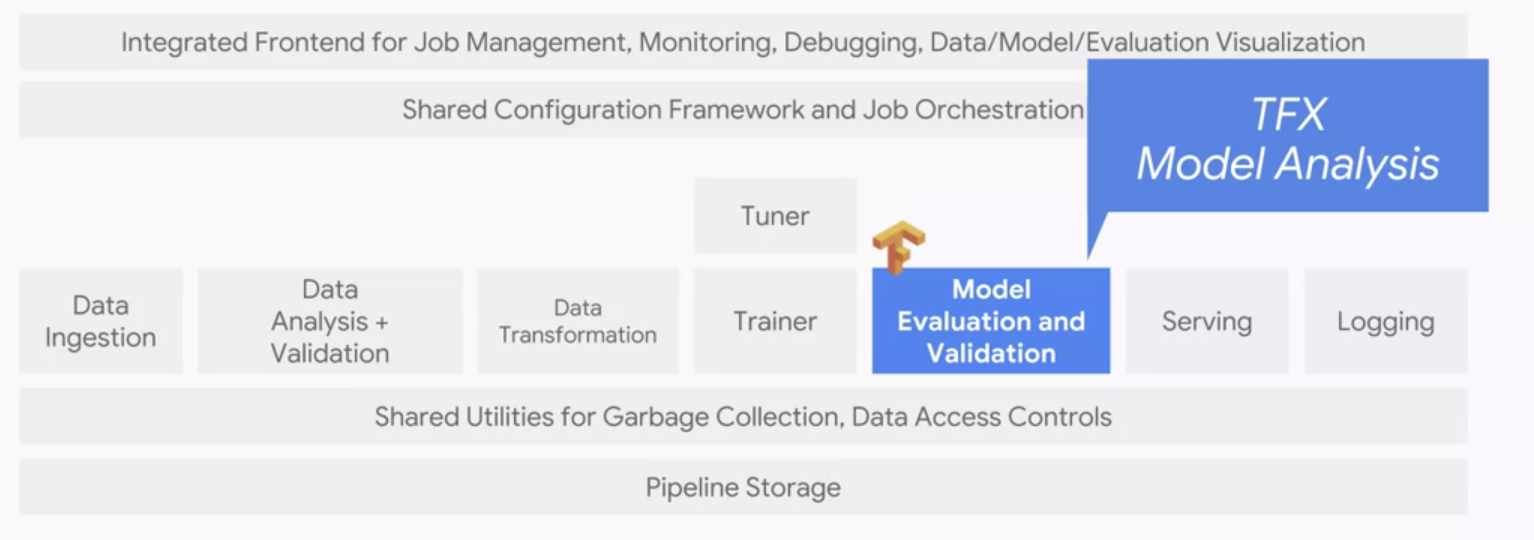 Integrated Frontend for Job Management, Monitoring, Debugging, Data/Model/Evaluation Visualization
Shared Configuration Framework and Job Orchestration
TFX
Model Analysis
Tuner
Data
Ingestion
Data
Analysis +
Validation
Data
Transformation
Trainer
Model
Evaluation and
Validation
Serving
Logging
Shared Utilities for Garbage Collection, Data Access Controls
Pipeline Storage